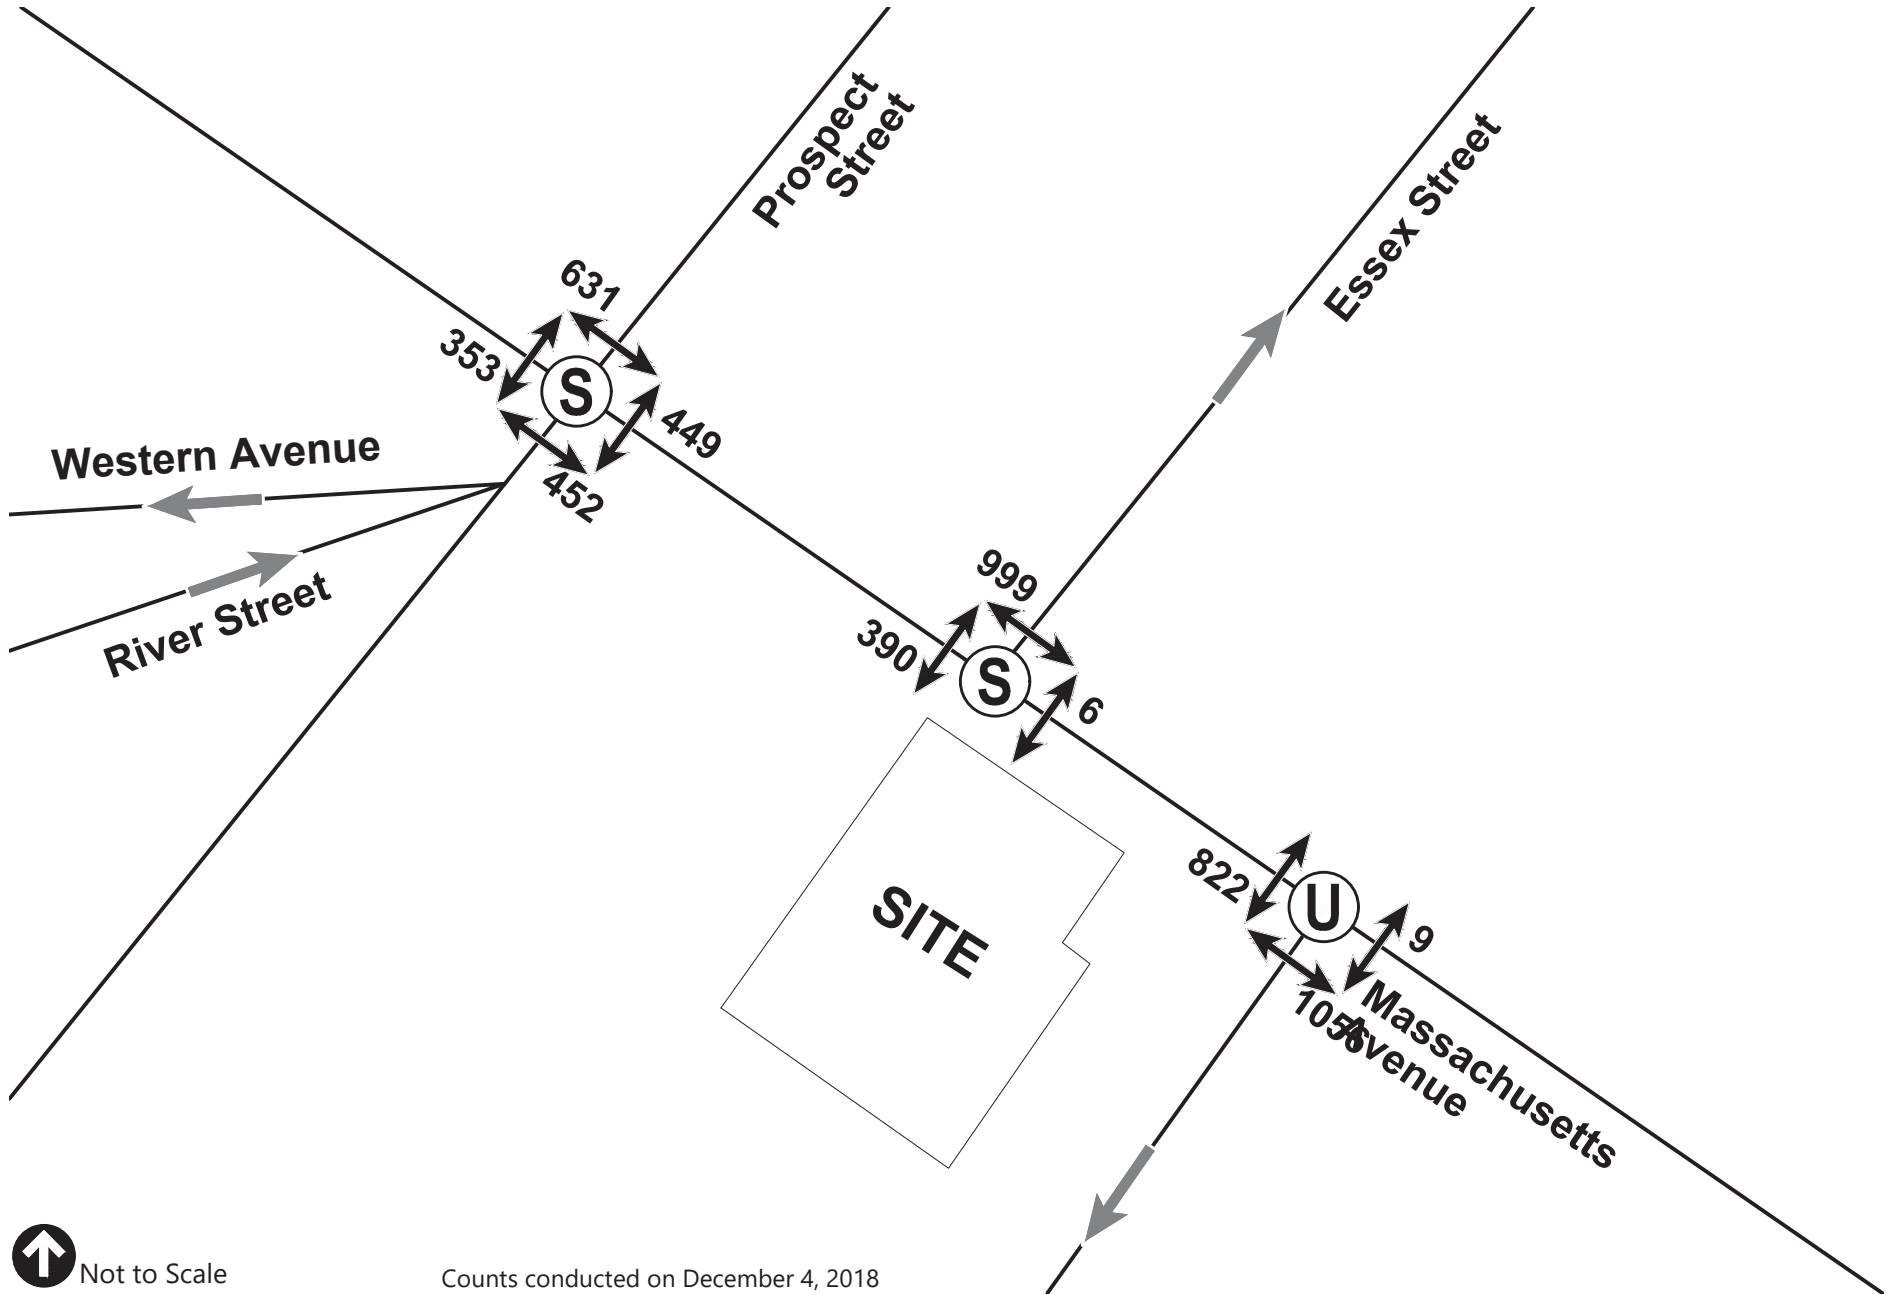 Prospect
Street
Essex Street
631
353
S
449
452
Western Avenue
River Street
999
390
S
6
SITE
822
U
9
1056
Massachusetts
Avenue
Not to Scale
Counts conducted on December 4, 2018